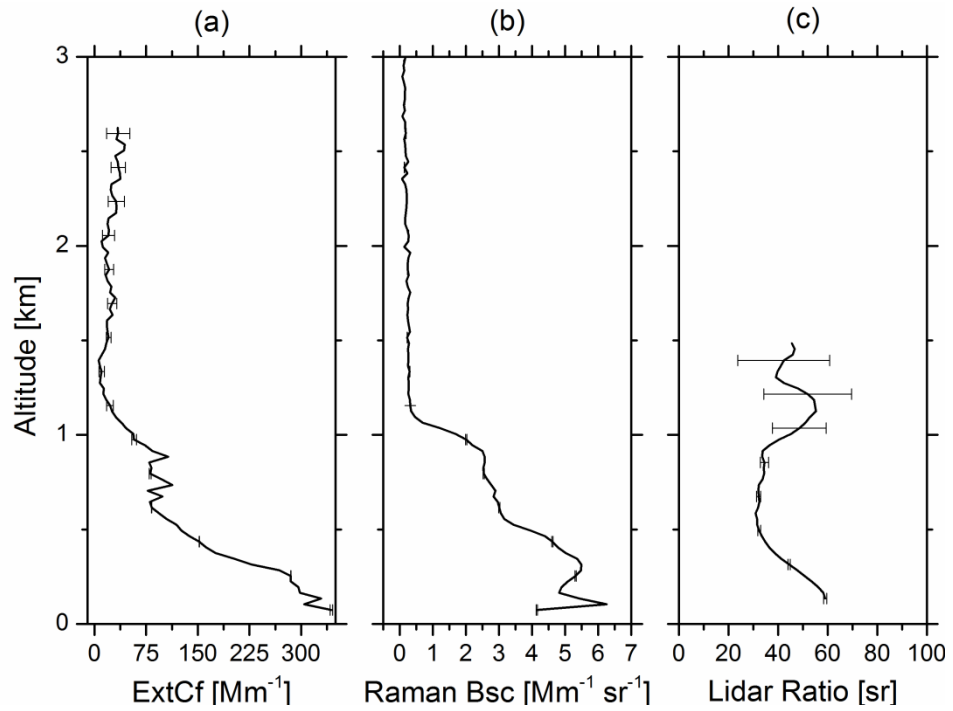 (a) (b) (c)
3
2
1
0
Altitude [km]
0 75 150 225 300
0 1 2 3 4 5 6 7
0 20 40 60 80 100
ExtCf [Mm⁻¹]
Raman Bsc [Mm⁻¹ sr⁻¹]
Lidar Ratio [sr]